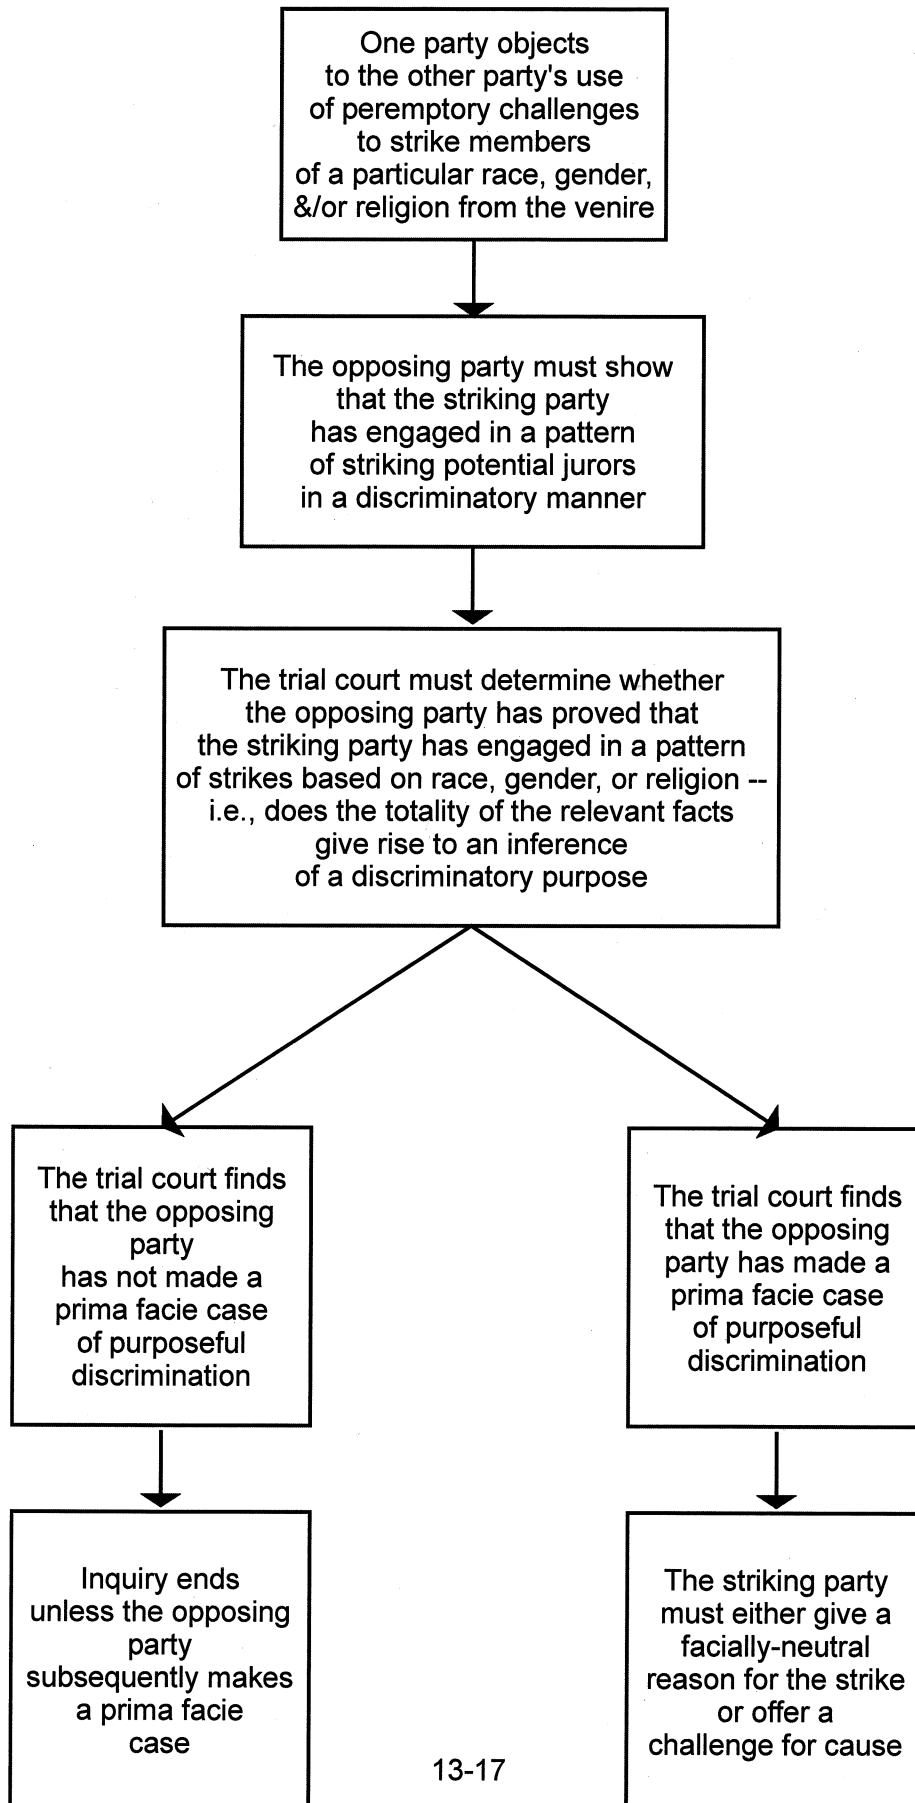 One party objects
to the other party's use
of peremptory challenges
to strike members
of a particular race, gender,
&/or religion from the venire
The opposing party must show
that the striking party
has engaged in a pattern
of striking potential jurors
in a discriminatory manner
The trial court must determine whether
the opposing party has proved that
the striking party has engaged in a pattern
of strikes based on race, gender, or religion --
i.e., does the totality of the relevant facts
give rise to an inference
of a discriminatory purpose
The trial court finds
that the opposing
party
has not made a
prima facie case
of purposeful
discrimination
The trial court finds
that the opposing
party has made a
prima facie case
of purposeful
discrimination
Inquiry ends
unless the opposing
party
subsequently makes
a prima facie
case
The striking party
must either give a
facially-neutral
reason for the strike
or offer a
challenge for cause
13-17